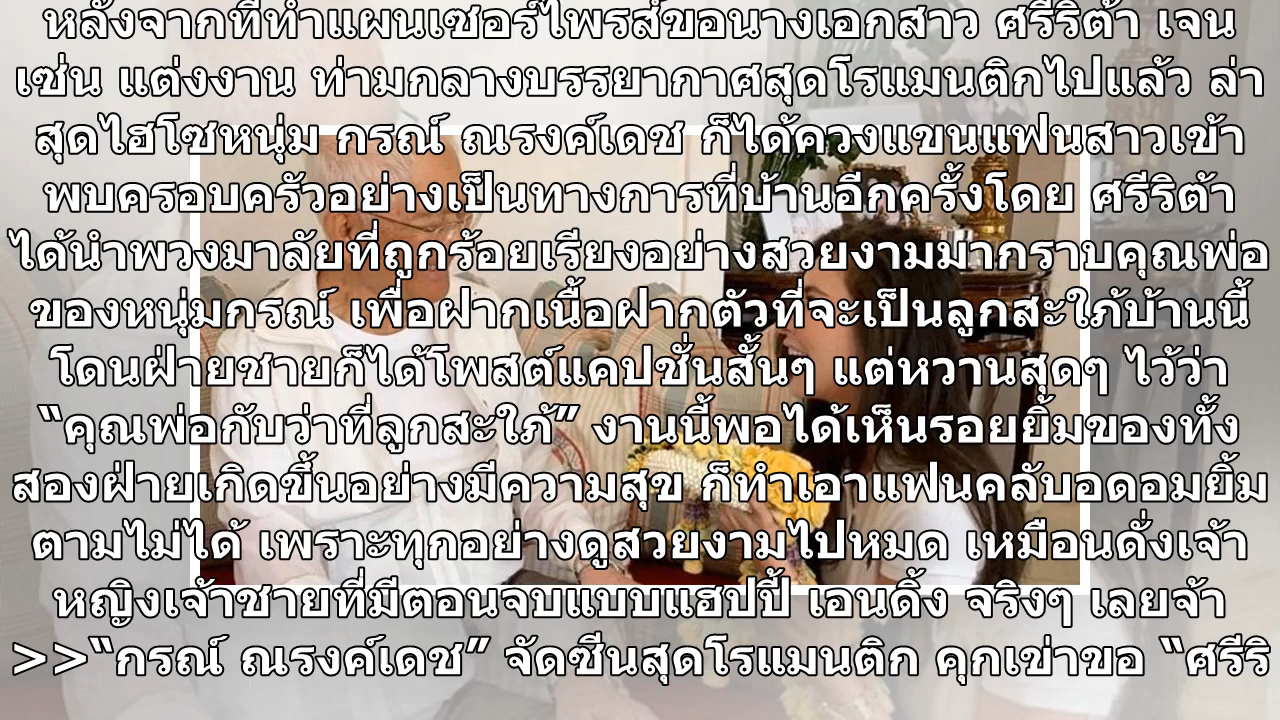 หลังจากที่ทำแผนเซอร์ไพรส์ขอนางเอกสาว ศรีริต้า เจน
เซ่น แต่งงาน ท่ามกลางบรรยากาศสุดโรแมนติกไปแล้ว ล่า
สุดไฮโซหนุ่ม กรณ์ ณรงค์เดช ก็ได้ควงแขนแฟนสาวเข้า
พบครอบครัวอย่างเป็นทางการที่บ้านอีกครั้งโดย ศรีริต้า
ได้นำพวงมาลัยที่ถูกร้อยเรียงอย่างสวยงามมากราบคุณพ่อ
ของหนุ่มกรณ์ เพื่อฝากเนื้อฝากตัวที่จะเป็นลูกสะใภ้บ้านนี้
โดนฝ่ายชายก็ได้โพสต์แคปชั่นสั้นๆ แต่หวานสุดๆ ไว้ว่า
“คุณพ่อกับว่าที่ลูกสะใภ้” งานนี้พอได้เห็นรอยยิ้มของทั้ง
สองฝ่ายเกิดขึ้นอย่างมีความสุข ก็ทำเอาแฟนคลับอดอมยิ้ม
ตามไม่ได้ เพราะทุกอย่างดูสวยงามไปหมด เหมือนดั่งเจ้า
หญิงเจ้าชายที่มีตอนจบแบบแฮปปี้ เอนดิ้ง จริงๆ เลยจ้า
>>“กรณ์ ณรงค์เดช” จัดซีนสุดโรแมนติก คุกเข่าขอ “ศรีริ